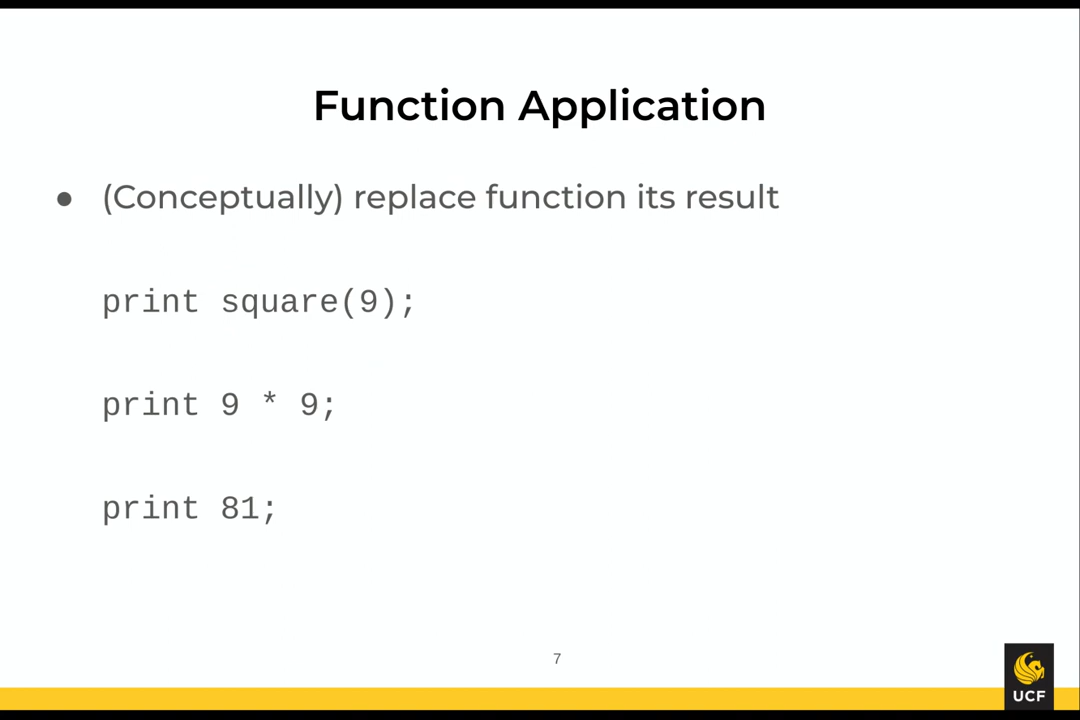 Function Application
● (Conceptually) replace function its result
print square(9);
print 9 * 9;
print 81;
7
UCF